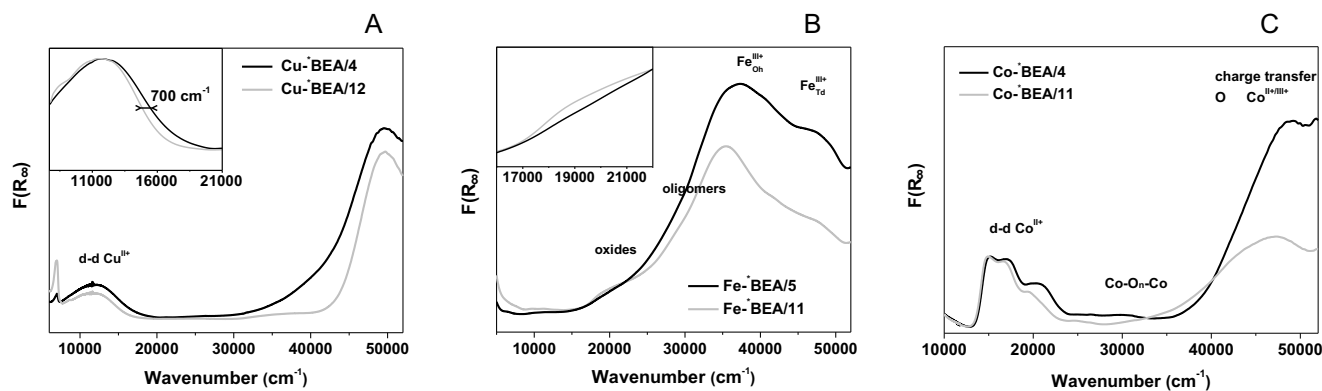 A
Cu-*BEA/4
Cu-*BEA/12
700 cm-1
11000 16000 21000
d-d CuII+
F(R8)
10000 20000 30000 40000 50000
Wavenumber (cm-1)
B
FeIII+Oh
FeIII+Td
17000 19000 21000
oligomers
oxides
Fe-*BEA/5
Fe-*BEA/11
F(R8)
10000 20000 30000 40000 50000
Wavenumber (cm-1)
C
Co-*BEA/4
Co-*BEA/11
charge transfer
O CoII+/III+
d-d CoII+
Co-On-Co
F(R8)
10000 20000 30000 40000 50000
Wavenumber (cm-1)